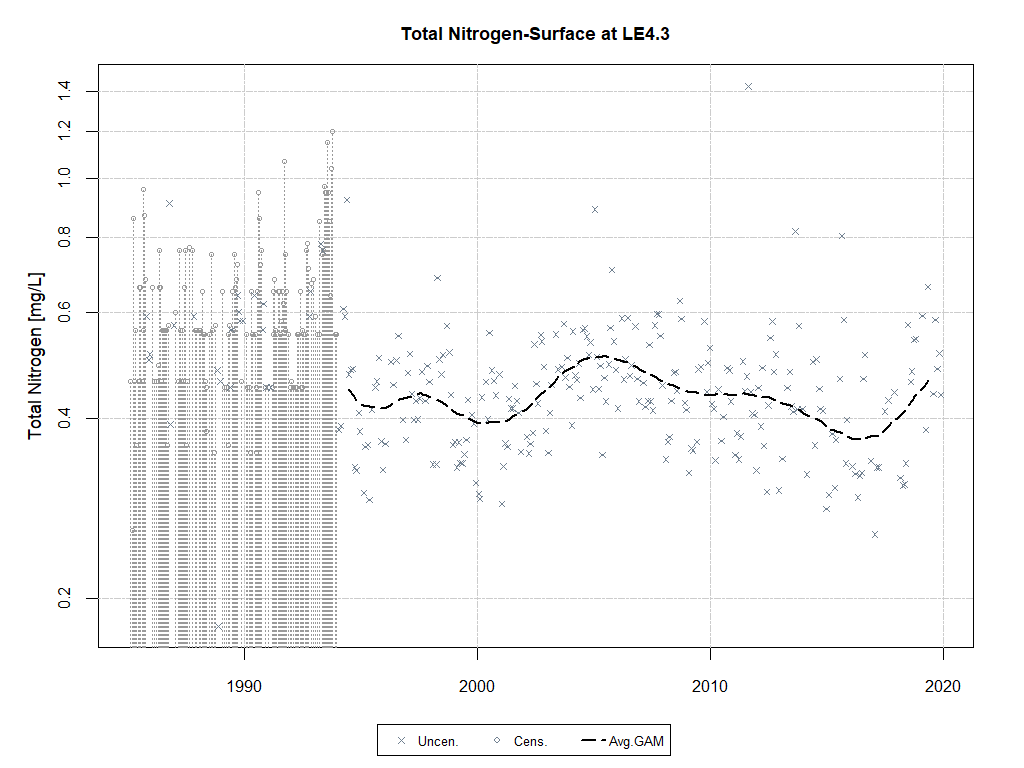 Total Nitrogen-Surface at LE4.3
Total Nitrogen [mg/L]
1.4
1.2
1.0
0.8
0.6
0.4
0.2
1990 2000 2010 2020
Uncen. Cens. Avg.GAM